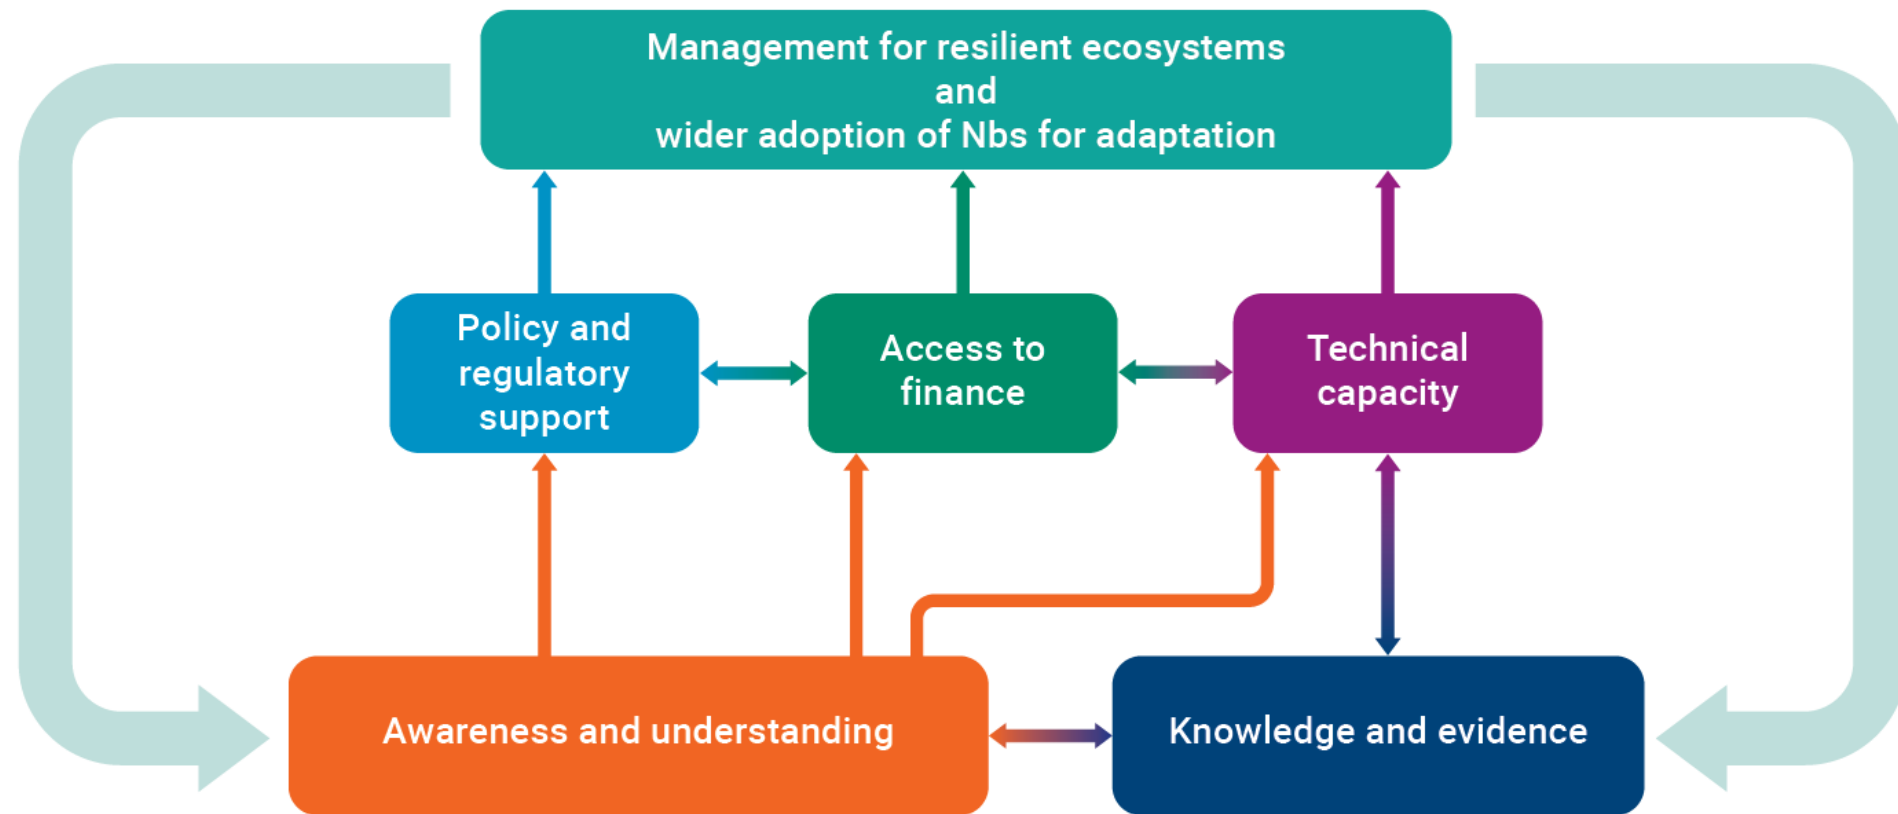 Management for resilient ecosystems
and
wider adoption of Nbs for adaptation
Policy and
regulatory
support
Access to
finance
Technical
capacity
Awareness and understanding
Knowledge and evidence